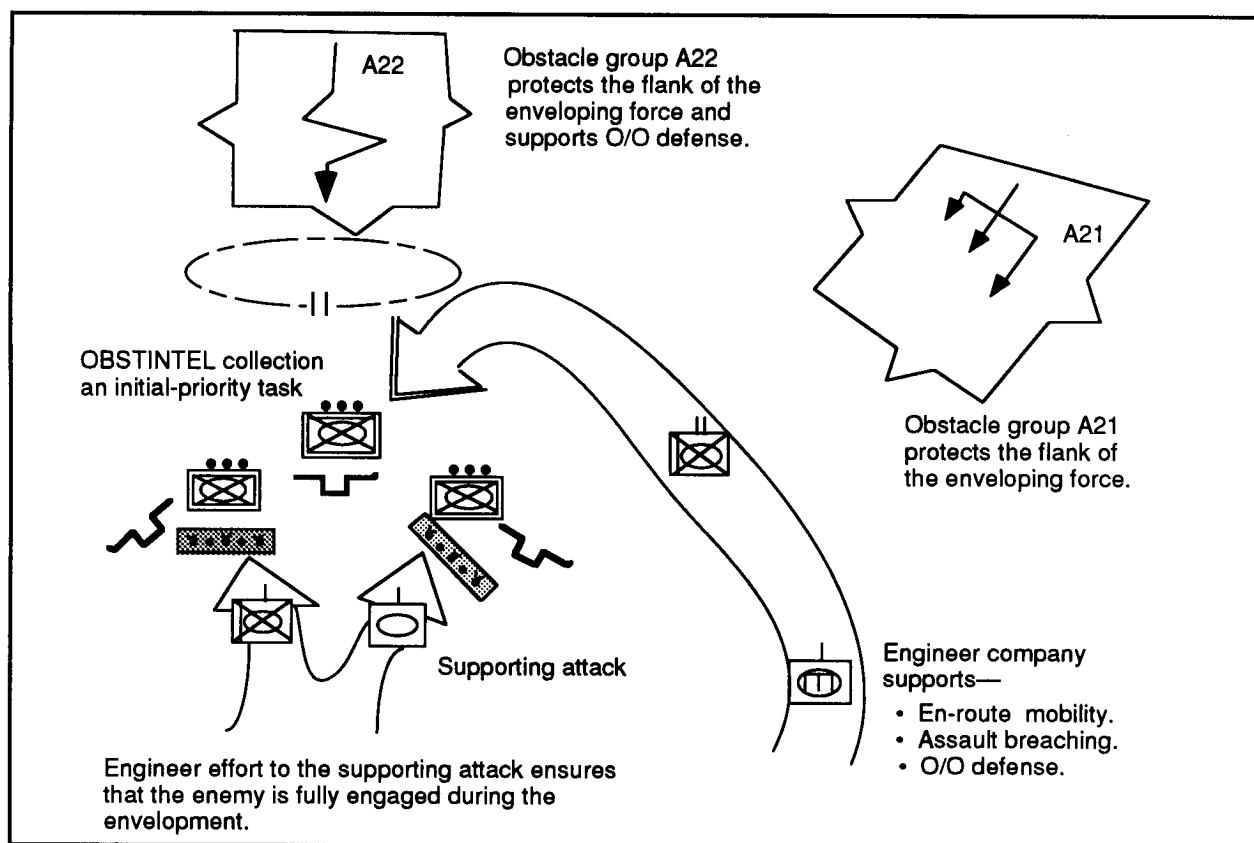 A22
Obstacle group A22
protects the flank of the
enveloping force and
supports O/O defense.
A21
Obstacle group A21
protects the flank of
the enveloping force.
OBSTINTEL collection
an initial-priority task
Supporting attack
Engineer company
supports—
• En-route mobility.
• Assault breaching.
• O/O defense.
Engineer effort to the supporting attack ensures
that the enemy is fully engaged during the
envelopment.